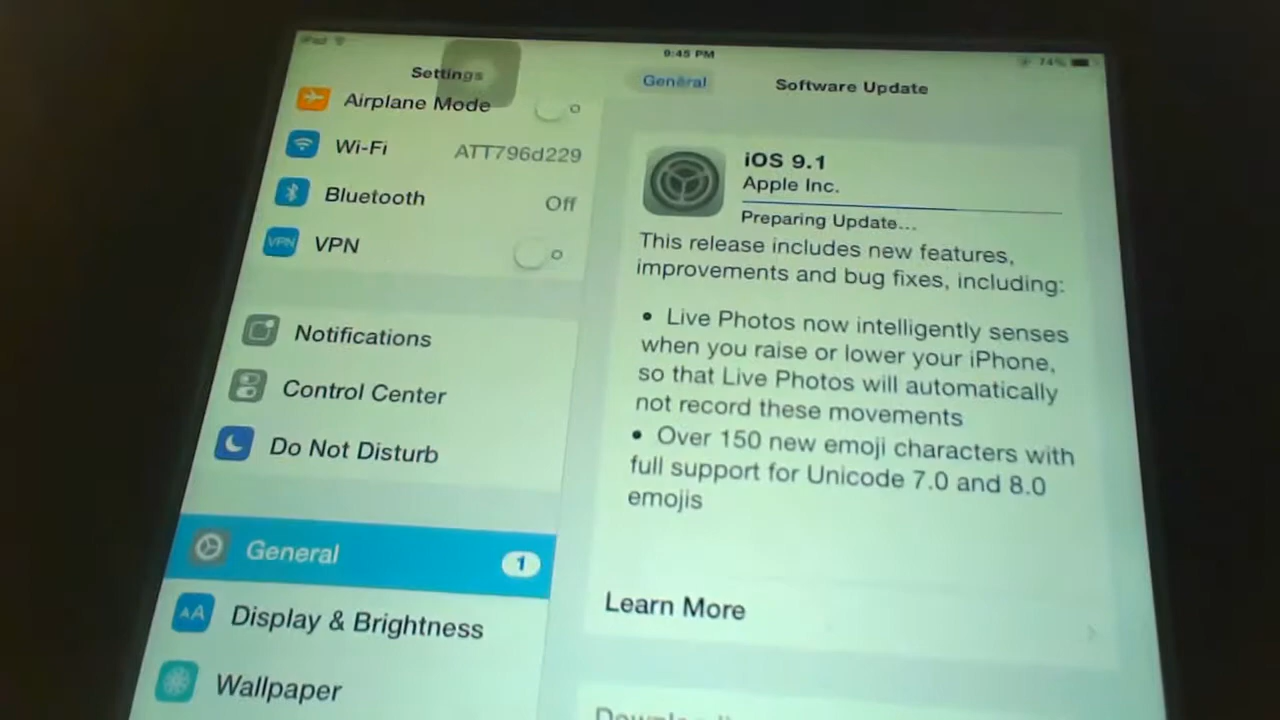 iPad
9:45 PM
74%
Settings
Airplane Mode
Wi-Fi
ATT796d229
Bluetooth
Off
VPN
VPN
Notifications
Control Center
Do Not Disturb
General
1
AA
Display & Brightness
Wallpaper
General
Software Update
iOS 9.1
Apple Inc.
Preparing Update...
This release includes new features,
improvements and bug fixes, including:
• Live Photos now intelligently senses
when you raise or lower your iPhone,
so that Live Photos will automatically
not record these movements
• Over 150 new emoji characters with
full support for Unicode 7.0 and 8.0
emojis
Learn More